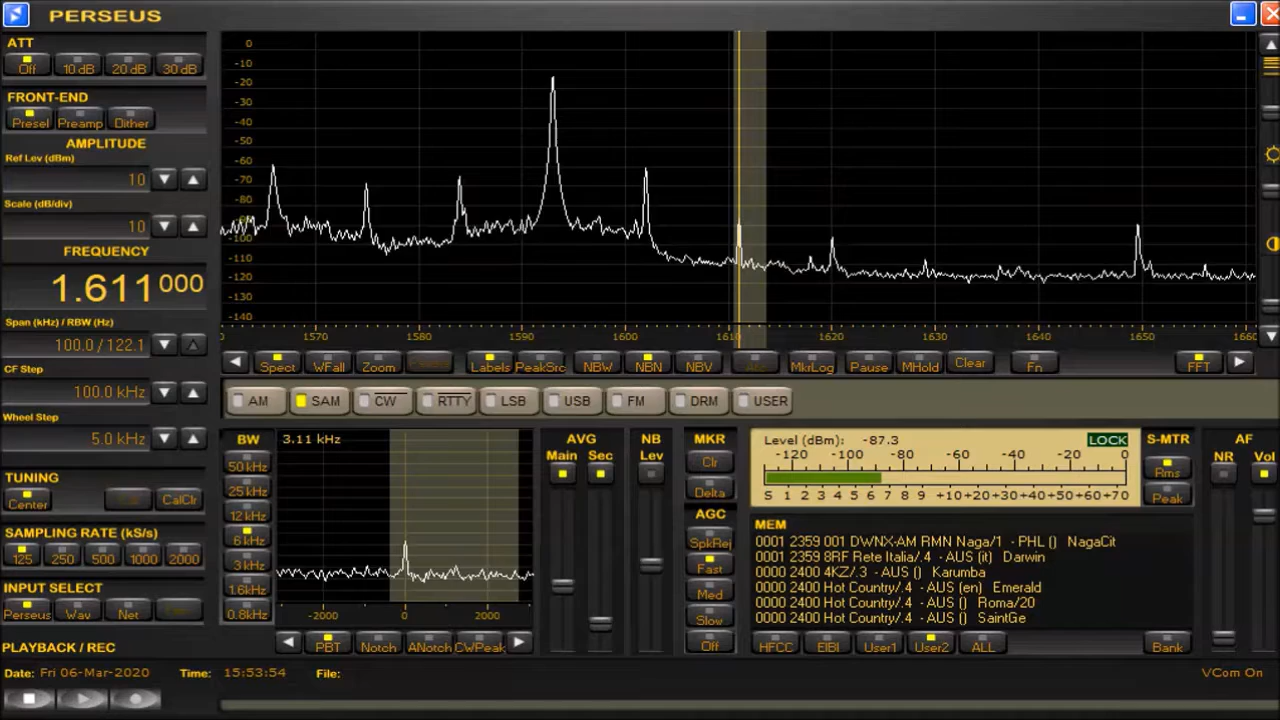 PERSEUS
ATT
Off 10 dB 20 dB 30 dB
FRONT-END
Presel Preamp Dither
AMPLITUDE
Ref Lev (dBm)
10
Scale (dB/div)
10
FREQUENCY
1.611000
Span (kHz) / RBW (Hz)
100.0 / 122.1
CF Step
100.0 kHz
Wheel Step
5.0 kHz
TUNING
Center CalClr
SAMPLING RATE (kS/s)
125 250 500 1000 2000
INPUT SELECT
Perseus Wav Net
PLAYBACK / REC
0
-10
-20
-30
-40
-50
-60
-70
-80
-90
-100
-110
-120
-130
-140
1570 1580 1590 1600 1610 1620 1630 1640 1650 1660
Spect WFall Zoom Labels PeakSrc NBW NBN NBV MkrLog Pause MHold Clear Fn FFT
AM SAM CW RTTY LSB USB FM DRM USER
BW
50 kHz
25 kHz
12 kHz
6 kHz
3 kHz
1.6kHz
0.8kHz
3.11 kHz
-2000 0 2000
PBT Notch ANotch CWPeak
AVG
Main Sec
NB
Lev
MKR
Clr
Delta
AGC
SpkRej
Fast
Med
Slow
Off
Level (dBm): -87.3 LOCK
-120 -100 -80 -60 -40 -20 0
S 1 2 3 4 5 6 7 8 9 +10+20+30+40+50+60+70
S-MTR
Rms
Peak
AF
NR Vol
MEM
0001 2359 001 DWNX-AM RMN Naga/1 - PHL () NagaCit
0001 2359 8RF Rete Italia/.4 - AUS (it) Darwin
0000 2400 4KZ/.3 - AUS () Karumba
0000 2400 Hot Country/.4 - AUS (en) Emerald
0000 2400 Hot Country/.4 - AUS () Roma/20
0000 2400 Hot Country/.4 - AUS () SaintGe
HFCC EIBI User1 User2 ALL Bank
Date: Fri 06-Mar-2020 Time: 15:53:54 File: VCom On